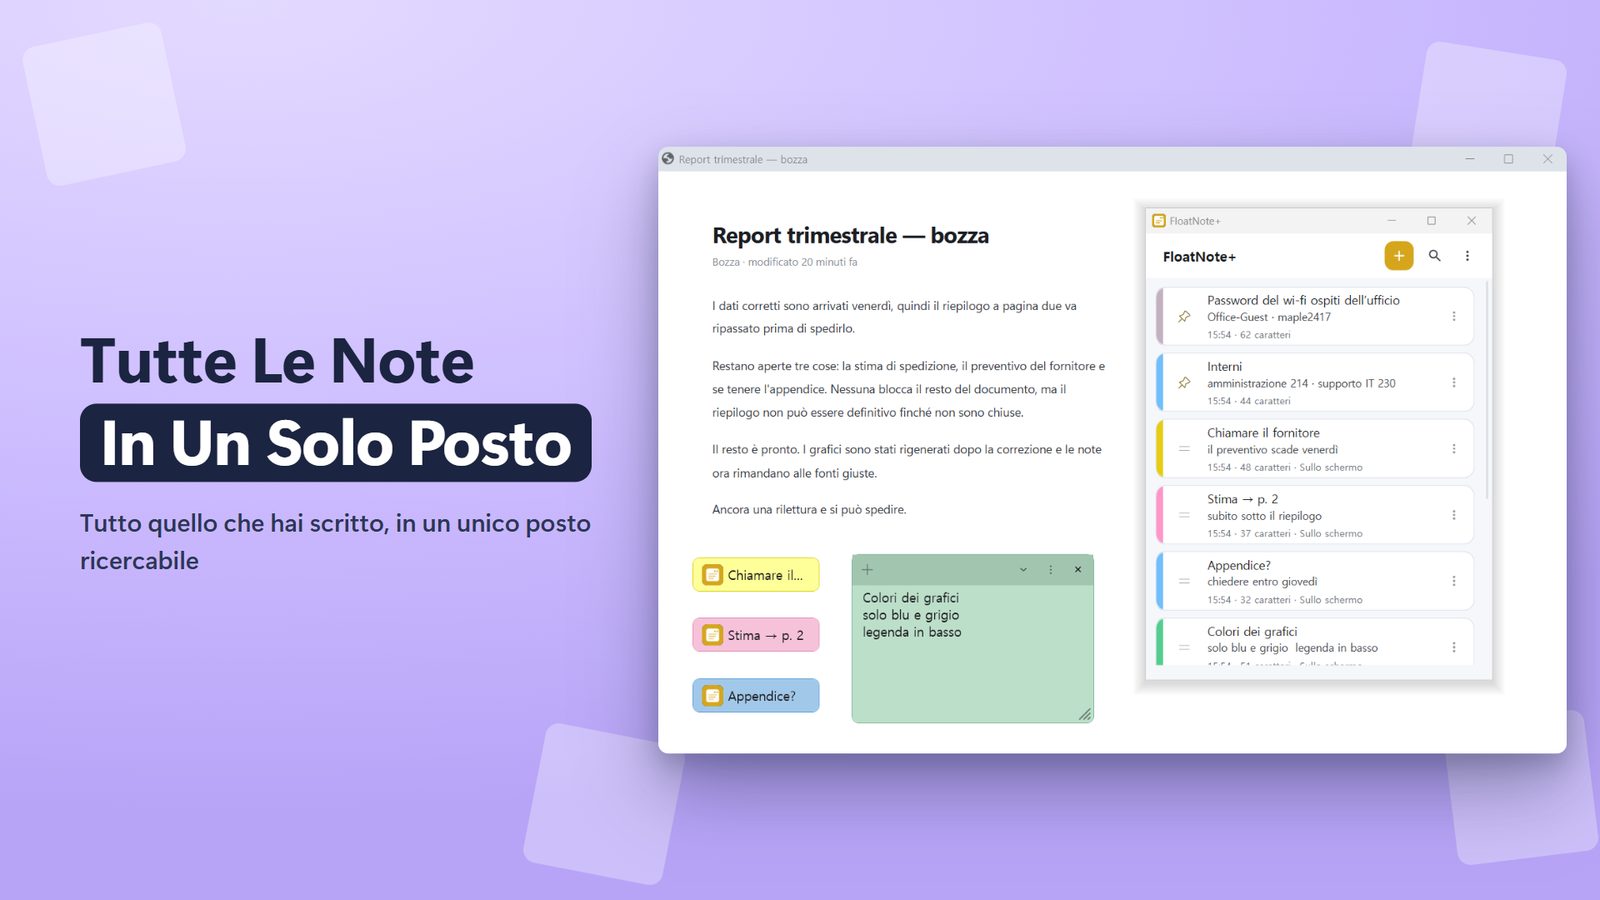 Tutte Le Note
In Un Solo Posto
Tutto quello che hai scritto, in un unico posto
ricercabile
Report trimestrale — bozza
Report trimestrale — bozza
Bozza · modificato 20 minuti fa
I dati corretti sono arrivati venerdì, quindi il riepilogo a pagina due va
ripassato prima di spedirlo.
Restano aperte tre cose: la stima di spedizione, il preventivo del fornitore e
se tenere l'appendice. Nessuna blocca il resto del documento, ma il
riepilogo non può essere definitivo finché non sono chiuse.
Il resto è pronto. I grafici sono stati rigenerati dopo la correzione e le note
ora rimandano alle fonti giuste.
Ancora una rilettura e si può spedire.
Chiamare il...
Stima → p. 2
Appendice?
Colori dei grafici
solo blu e grigio
legenda in basso
FloatNote+
FloatNote+
Password del wi-fi ospiti dell'ufficio
Office-Guest · maple2417
15:54 · 62 caratteri
Interni
amministrazione 214 · supporto IT 230
15:54 · 44 caratteri
Chiamare il fornitore
il preventivo scade venerdì
15:54 · 48 caratteri · Sullo schermo
Stima → p. 2
subito sotto il riepilogo
15:54 · 37 caratteri · Sullo schermo
Appendice?
chiedere entro giovedì
15:54 · 32 caratteri · Sullo schermo
Colori dei grafici
solo blu e grigio  legenda in basso
15:54 · 51 caratteri · Sullo schermo